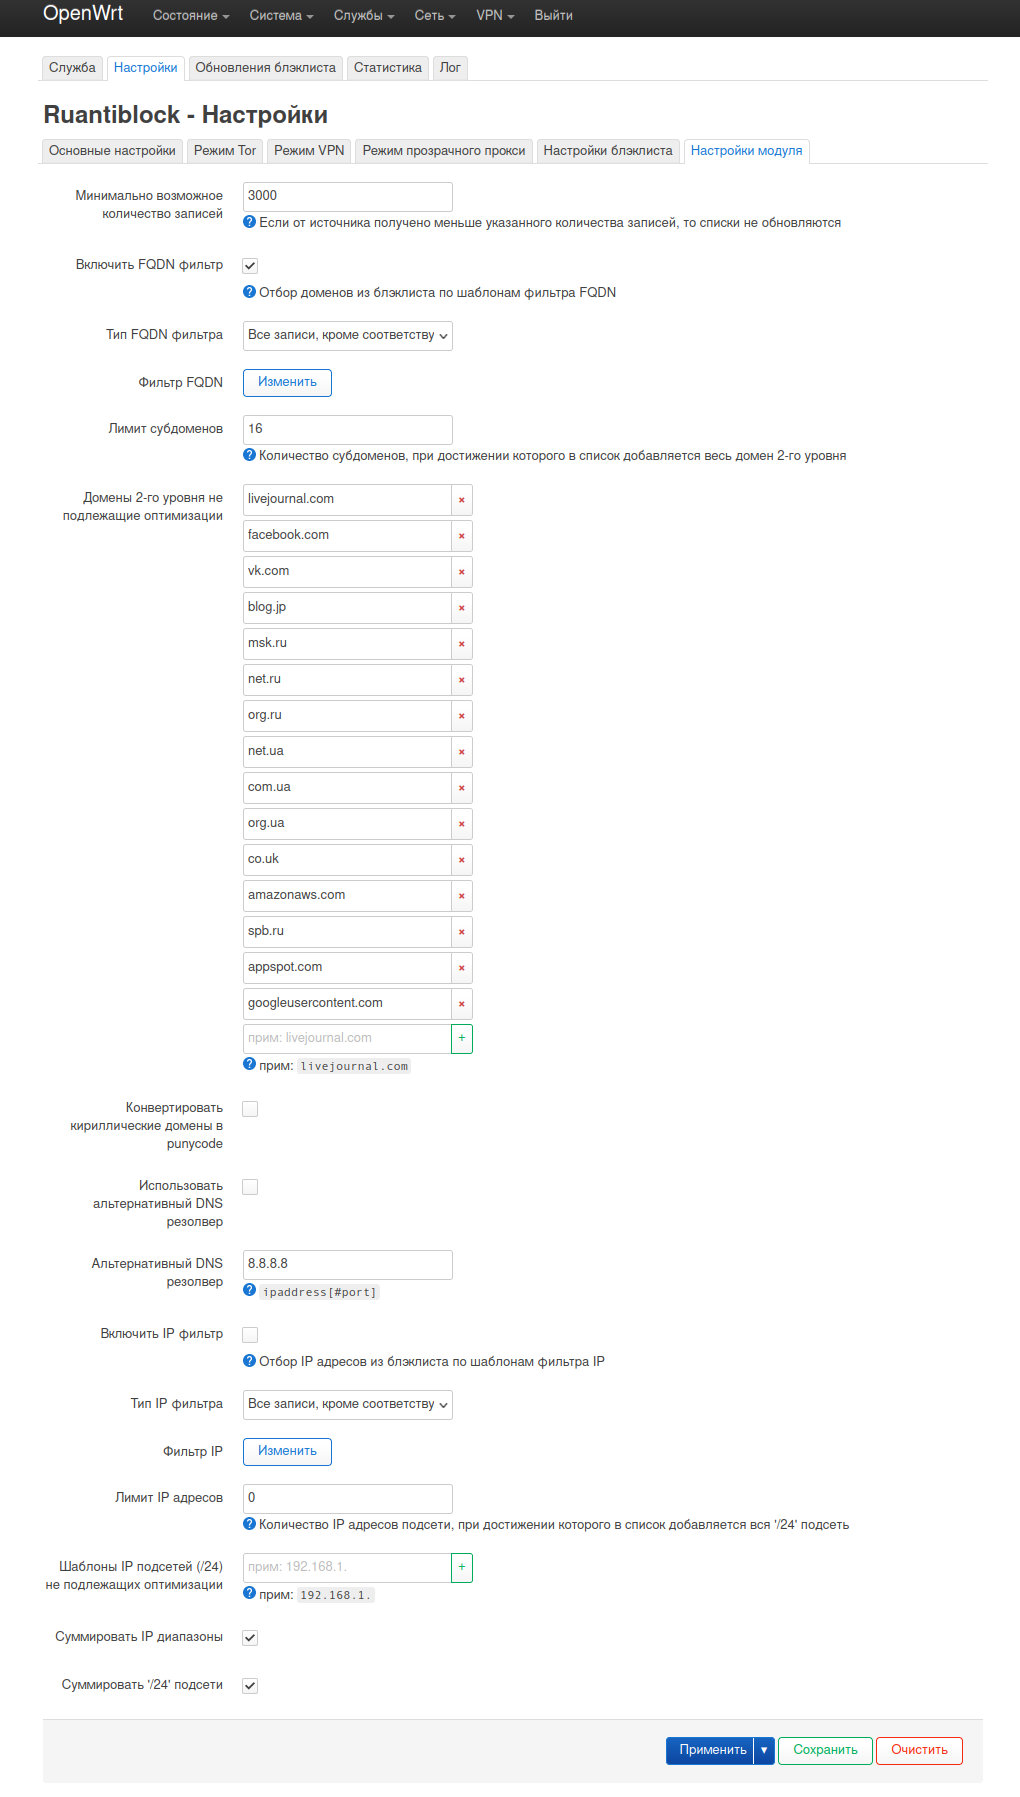 OpenWrt Состояние Система Службы Сеть VPN Выйти
Служба Настройки Обновления блэклиста Статистика Лог
Ruantiblock - Настройки
Основные настройки Режим Tor Режим VPN Режим прозрачного прокси Настройки блэклиста Настройки модуля
Минимально возможное количество записей
3000
Если от источника получено меньше указанного количества записей, то списки не обновляются
Включить FQDN фильтр
Отбор доменов из блэклиста по шаблонам фильтра FQDN
Тип FQDN фильтра Все записи, кроме соответству
Фильтр FQDN Изменить
Лимит субдоменов 16
Количество субдоменов, при достижении которого в список добавляется весь домен 2-го уровня
Домены 2-го уровня не подлежащие оптимизации
livejournal.com ×
facebook.com ×
vk.com ×
blog.jp ×
msk.ru ×
net.ru ×
org.ru ×
net.ua ×
com.ua ×
org.ua ×
co.uk ×
amazonaws.com ×
spb.ru ×
appspot.com ×
googleusercontent.com ×
прим: livejournal.com +
прим: livejournal.com
Конвертировать
кириллические домены в
punycode
Использовать
альтернативный DNS
резолвер
Альтернативный DNS
резолвер
8.8.8.8
ipaddress[#port]
Включить IP фильтр
Отбор IP адресов из блэклиста по шаблонам фильтра IP
Тип IP фильтра Все записи, кроме соответству
Фильтр IP Изменить
Лимит IP адресов 0
Количество IP адресов подсети, при достижении которого в список добавляется вся '/24' подсеть
Шаблоны IP подсетей (/24)
не подлежащих оптимизации
прим: 192.168.1. +
прим: 192.168.1.
Суммировать IP диапазоны
Суммировать '/24' подсети
Применить ▾ Сохранить Очистить